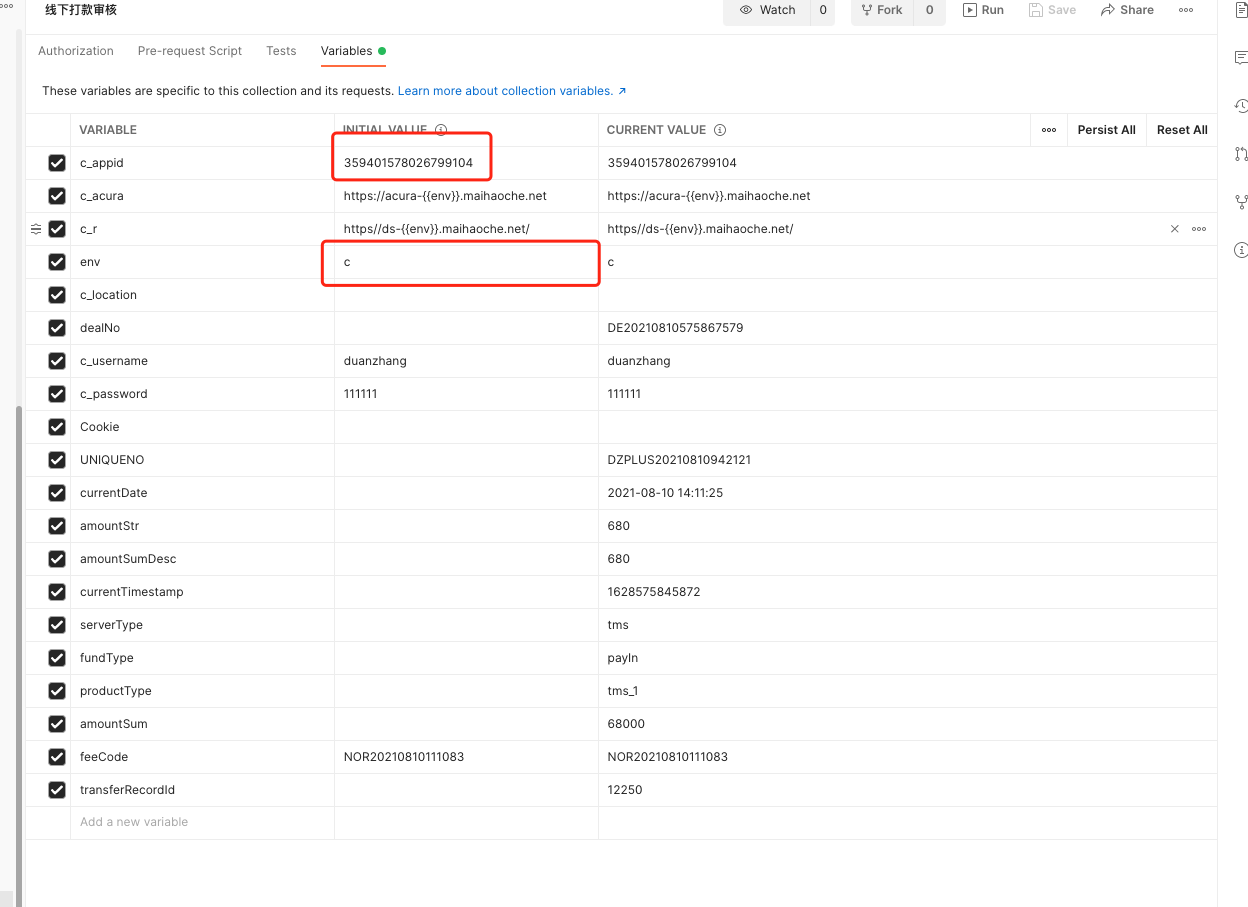 线下打款审核
Watch 0 Fork 0 Run Save Share
Authorization Pre-request Script Tests Variables
These variables are specific to this collection and its requests. Learn more about collection variables. ↗
VARIABLE INITIAL VALUE CURRENT VALUE Persist All Reset All
c_appid 359401578026799104 359401578026799104
c_acura https://acura-{{env}}.maihaoche.net https://acura-{{env}}.maihaoche.net
c_r https//ds-{{env}}.maihaoche.net/ https//ds-{{env}}.maihaoche.net/
env c c
c_location
dealNo DE20210810575867579
c_username duanzhang duanzhang
c_password 111111 111111
Cookie
UNIQUENO DZPLUS20210810942121
currentDate 2021-08-10 14:11:25
amountStr 680
amountSumDesc 680
currentTimestamp 1628575845872
serverType tms
fundType payIn
productType tms_1
amountSum 68000
feeCode NOR20210810111083 NOR20210810111083
transferRecordId 12250
Add a new variable